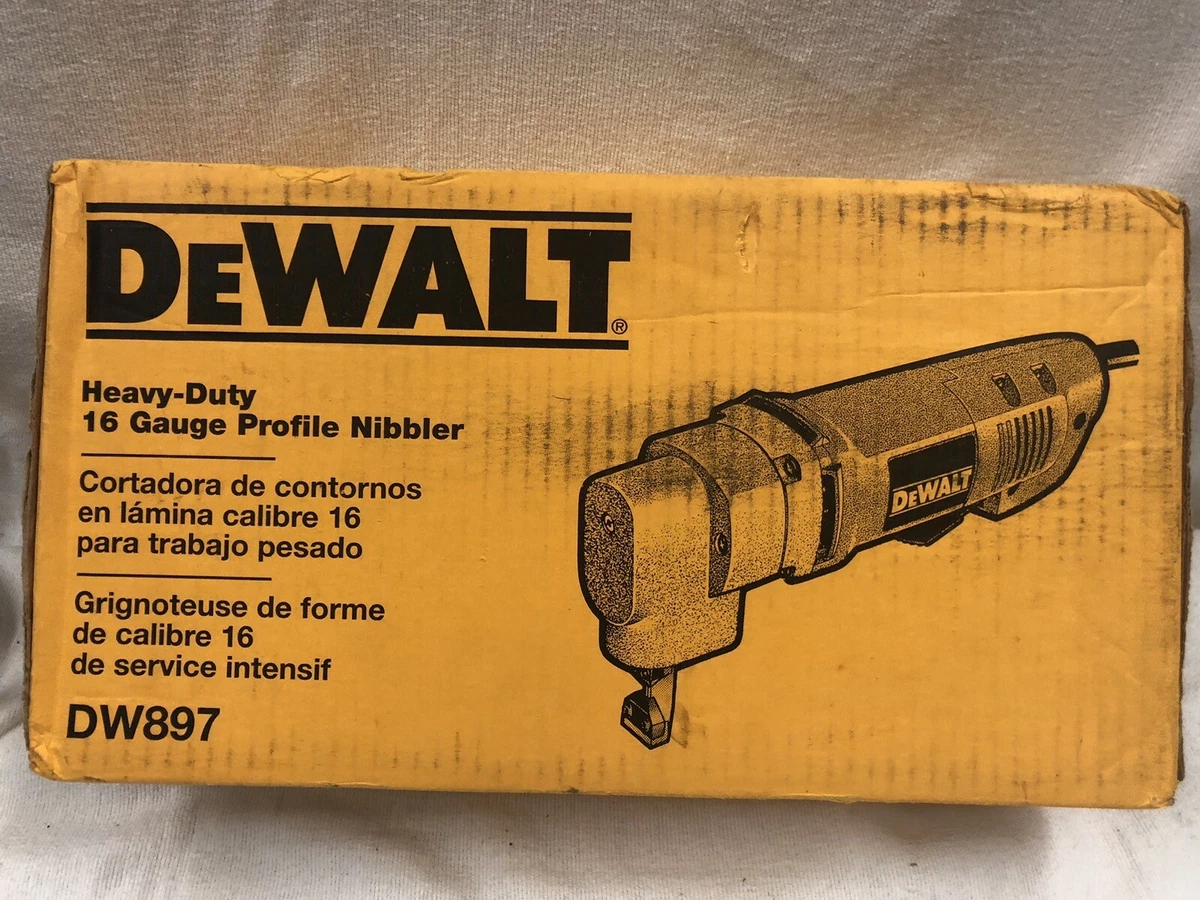 DEWALT®
Heavy-Duty
16 Gauge Profile Nibbler
Cortadora de contornos
en lámina calibre 16
para trabajo pesado
Grignoteuse de forme
de calibre 16
de service intensif
DW897
DEWALT